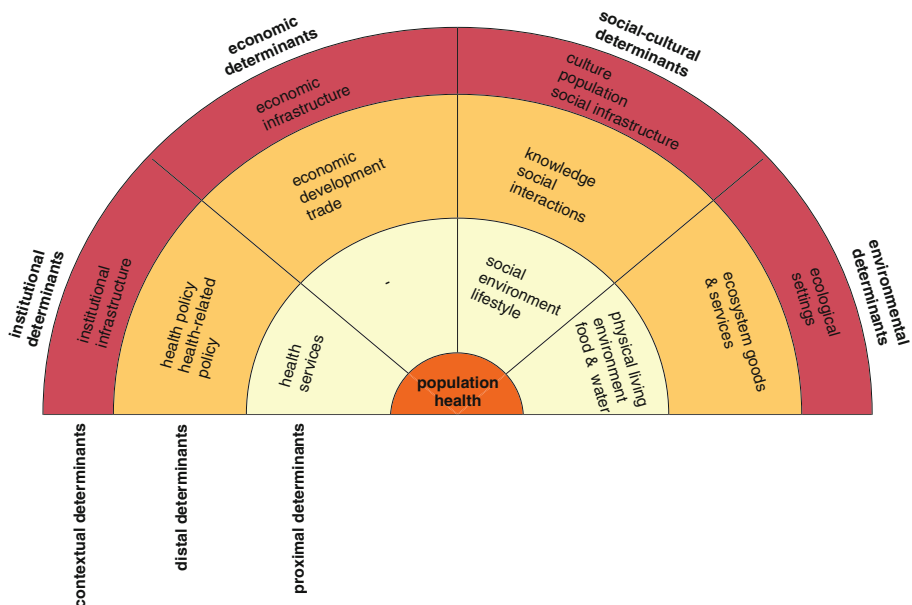 economic
determinants
social-cultural
determinants
institutional
determinants
environmental
determinants
economic
infrastructure
culture
population
social infrastructure
institutional
infrastructure
ecological
settings
economic
development
trade
knowledge
social
interactions
health policy
health-related
policy
ecosystem goods
& services
-
social
environment
lifestyle
health
services
physical living
environment
food & water
population
health
contextual determinants
distal determinants
proximal determinants